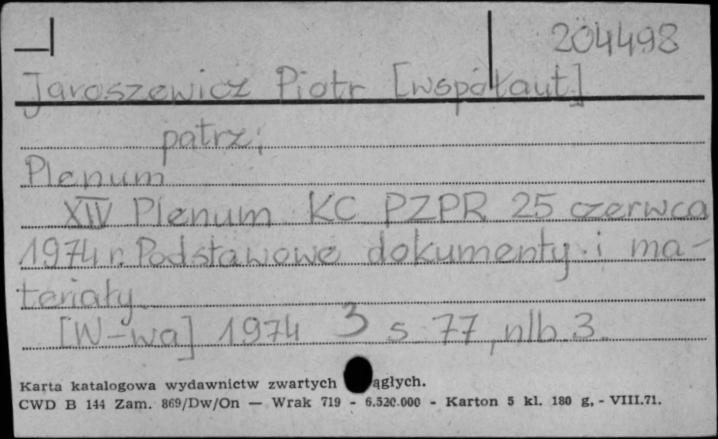 204498
Jaroszewicz Piotr [współaut.]
patrz:
Plenum
XIV Plenum KC PZPR 25 czerwca
1974 r. Podstawowe dokumenty i ma-
teriały
[W-wa] 1974 3 s 77, nlb 3.
Karta katalogowa wydawnictw zwartych ągłych.
CWD B 144 Zam. 869/Dw/On — Wrak 719 - 6.520.000 - Karton 5 kl. 180 g. - VIII.71.